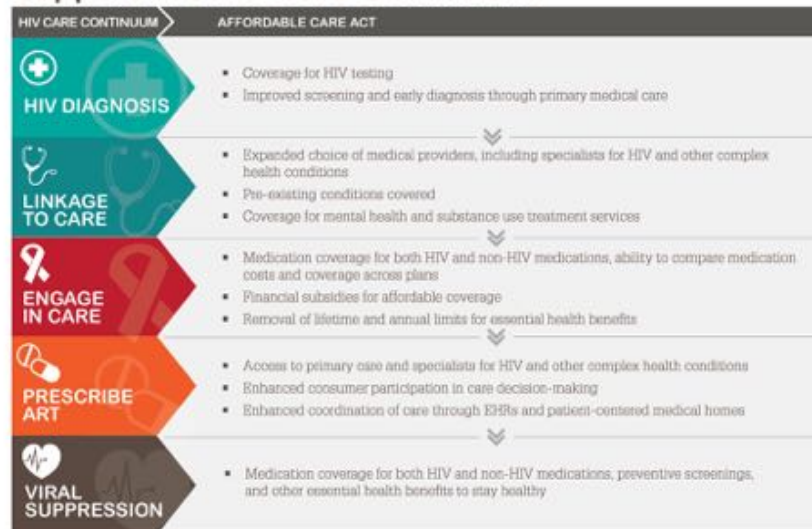 HIV CARE CONTINUUM
AFFORDABLE CARE ACT
HIV DIAGNOSIS
▪ Coverage for HIV testing
▪ Improved screening and early diagnosis through primary medical care
LINKAGE
TO CARE
▪ Expanded choice of medical providers, including specialists for HIV and other complex
health conditions
▪ Pre-existing conditions covered
▪ Coverage for mental health and substance use treatment services
ENGAGE
IN CARE
▪ Medication coverage for both HIV and non-HIV medications, ability to compare medication
costs and coverage across plans
▪ Financial subsidies for affordable coverage
▪ Removal of lifetime and annual limits for essential health benefits
PRESCRIBE
ART
▪ Access to primary care and specialists for HIV and other complex health conditions
▪ Enhanced consumer participation in care decision-making
▪ Enhanced coordination of care through EHRs and patient-centered medical homes
VIRAL
SUPPRESSION
▪ Medication coverage for both HIV and non-HIV medications, preventive screenings,
and other essential health benefits to stay healthy